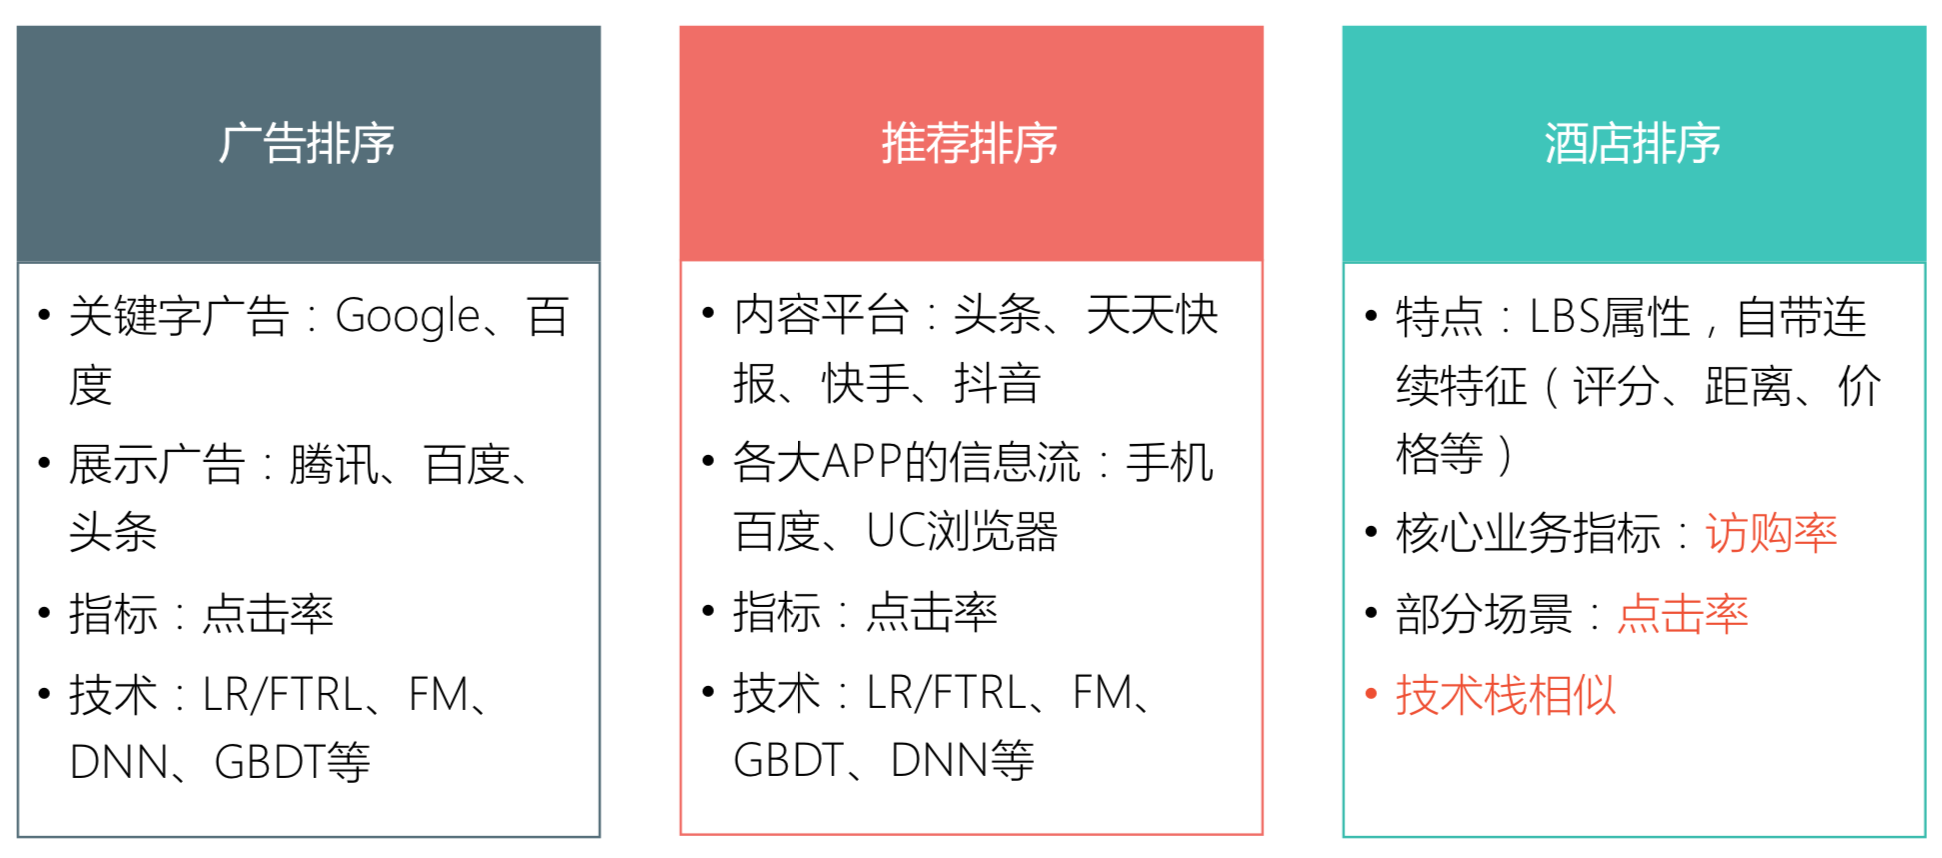 广告排序
• 关键字广告：Google、百
度
• 展示广告：腾讯、百度、
头条
• 指标：点击率
• 技术：LR/FTRL、FM、
DNN、GBDT等
推荐排序
• 内容平台：头条、天天快
报、快手、抖音
• 各大APP的信息流：手机
百度、UC浏览器
• 指标：点击率
• 技术：LR/FTRL、FM、
GBDT、DNN等
酒店排序
• 特点：LBS属性，自带连
续特征（评分、距离、价
格等）
• 核心业务指标：访购率
• 部分场景：点击率
• 技术栈相似